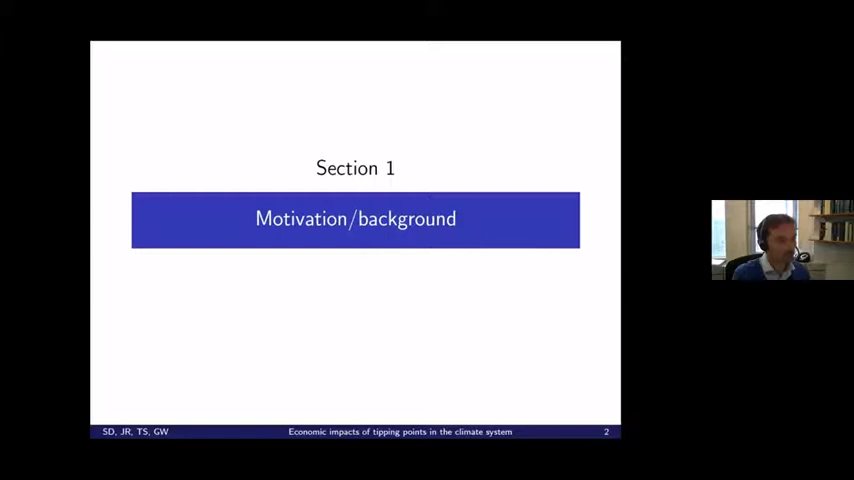 Section 1
Motivation/background
SD, JR, TS, GW Economic impacts of tipping points in the climate system 2